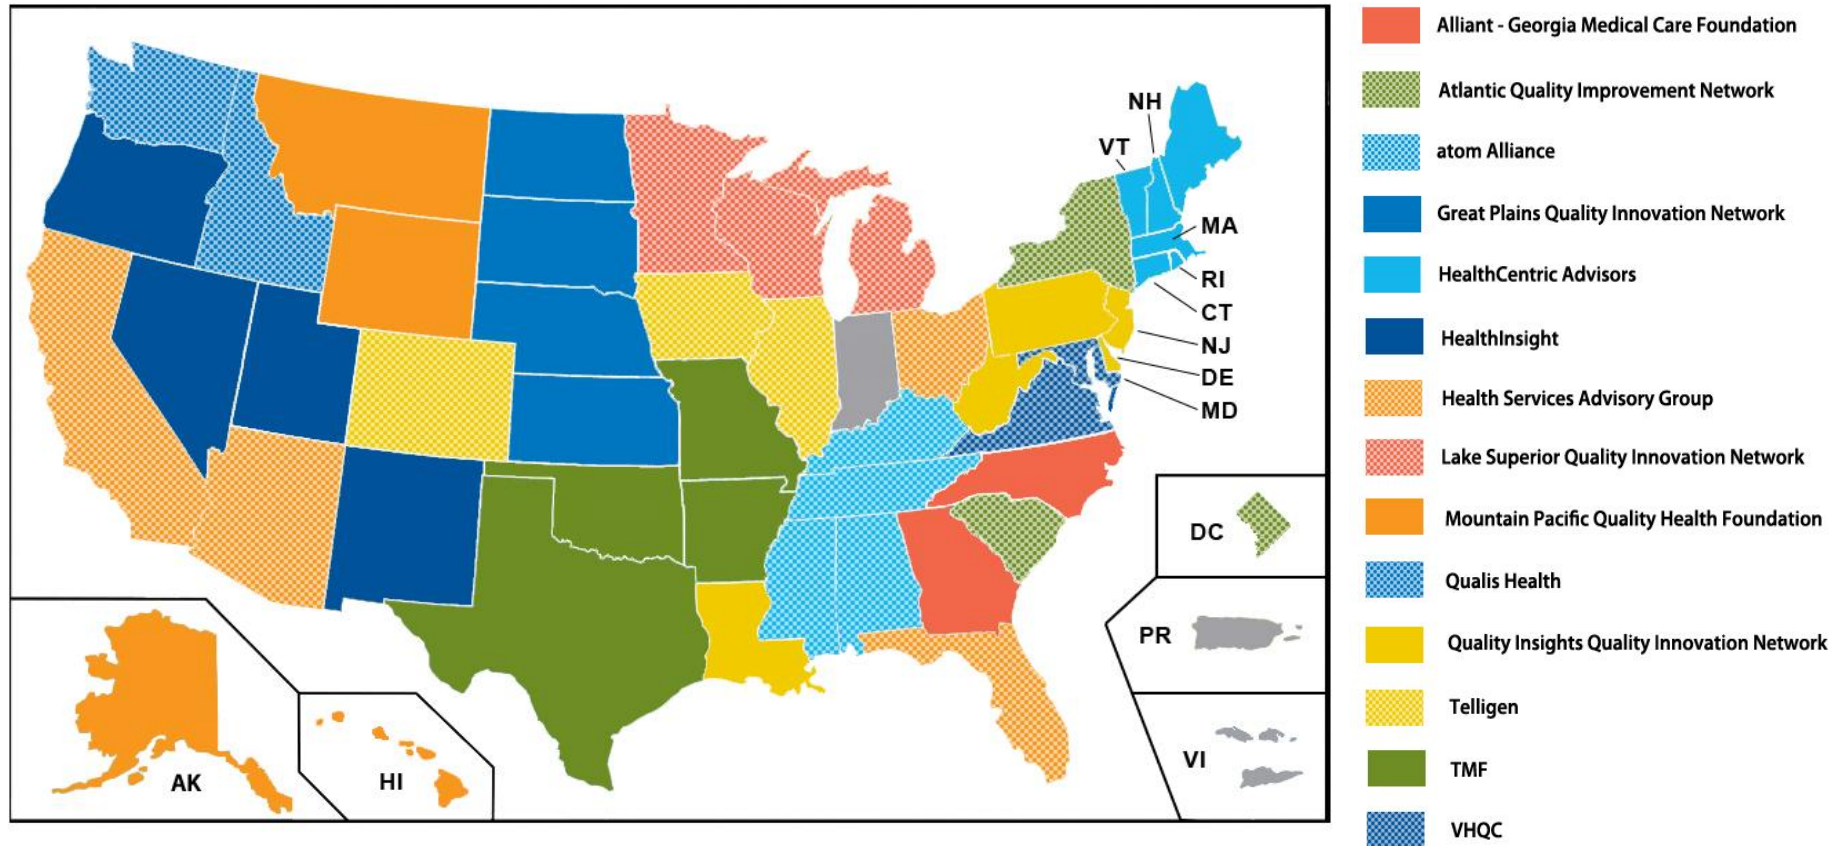 NH
VT
MA
RI
CT
NJ
DE
MD
DC
PR
VI
AK
HI
Alliant - Georgia Medical Care Foundation
Atlantic Quality Improvement Network
atom Alliance
Great Plains Quality Innovation Network
HealthCentric Advisors
HealthInsight
Health Services Advisory Group
Lake Superior Quality Innovation Network
Mountain Pacific Quality Health Foundation
Qualis Health
Quality Insights Quality Innovation Network
Telligen
TMF
VHQC